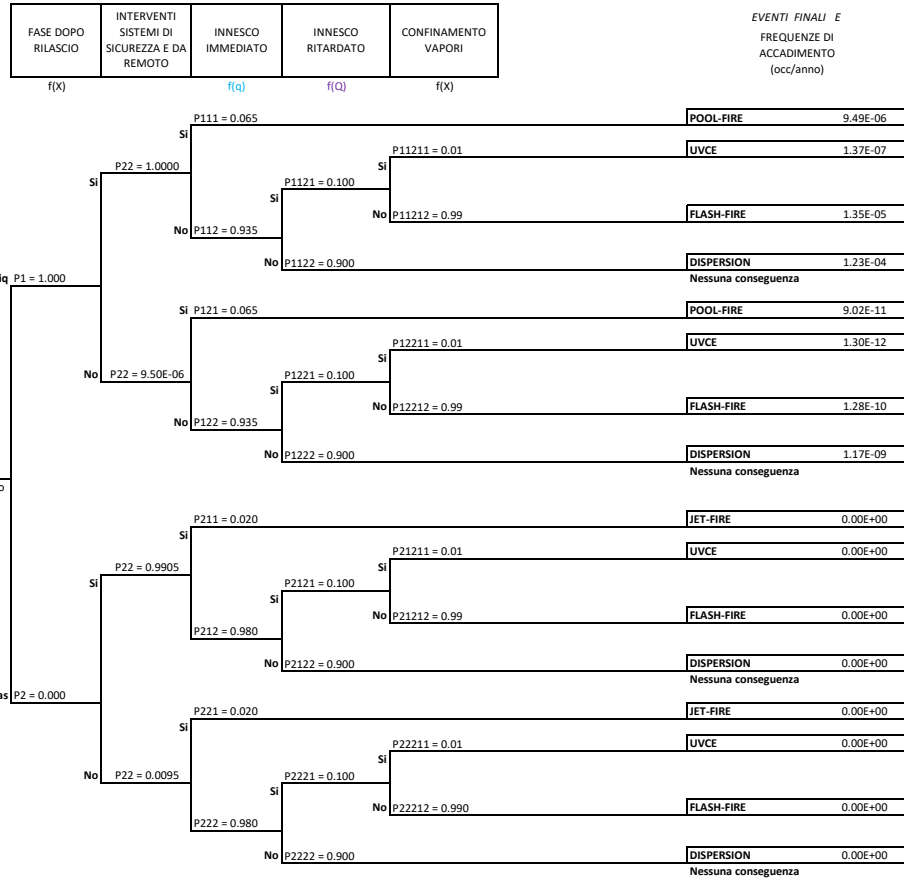 FASE DOPO
RILASCIO
INTERVENTI
SISTEMI DI
SICUREZZA E DA
REMOTO
INNESCO
IMMEDIATO
INNESCO
RITARDATO
CONFINAMENTO
VAPORI
EVENTI FINALI E
FREQUENZE DI
ACCADIMENTO
(occ/anno)
f(X)
f(q)
f(Q)
f(X)
P111 = 0.065
POOL-FIRE 9.49E-06
Si
P11211 = 0.01
UVCE 1.37E-07
P22 = 1.0000
Si
Si
P1121 = 0.100
Si
No P11212 = 0.99
FLASH-FIRE 1.35E-05
No P112 = 0.935
No P1122 = 0.900
DISPERSION 1.23E-04
Nessuna conseguenza
iq P1 = 1.000
Si P121 = 0.065
POOL-FIRE 9.02E-11
P12211 = 0.01
UVCE 1.30E-12
Si
No P22 = 9.50E-06
P1221 = 0.100
Si
No P12212 = 0.99
FLASH-FIRE 1.28E-10
No P122 = 0.935
No P1222 = 0.900
DISPERSION 1.17E-09
Nessuna conseguenza
o
P211 = 0.020
JET-FIRE 0.00E+00
Si
P21211 = 0.01
UVCE 0.00E+00
P22 = 0.9905
Si
Si
P2121 = 0.100
Si
No P21212 = 0.99
FLASH-FIRE 0.00E+00
P212 = 0.980
No P2122 = 0.900
DISPERSION 0.00E+00
Nessuna conseguenza
as P2 = 0.000
P221 = 0.020
JET-FIRE 0.00E+00
Si
P22211 = 0.01
UVCE 0.00E+00
Si
No P22 = 0.0095
P2221 = 0.100
Si
No P22212 = 0.990
FLASH-FIRE 0.00E+00
P222 = 0.980
No P2222 = 0.900
DISPERSION 0.00E+00
Nessuna conseguenza